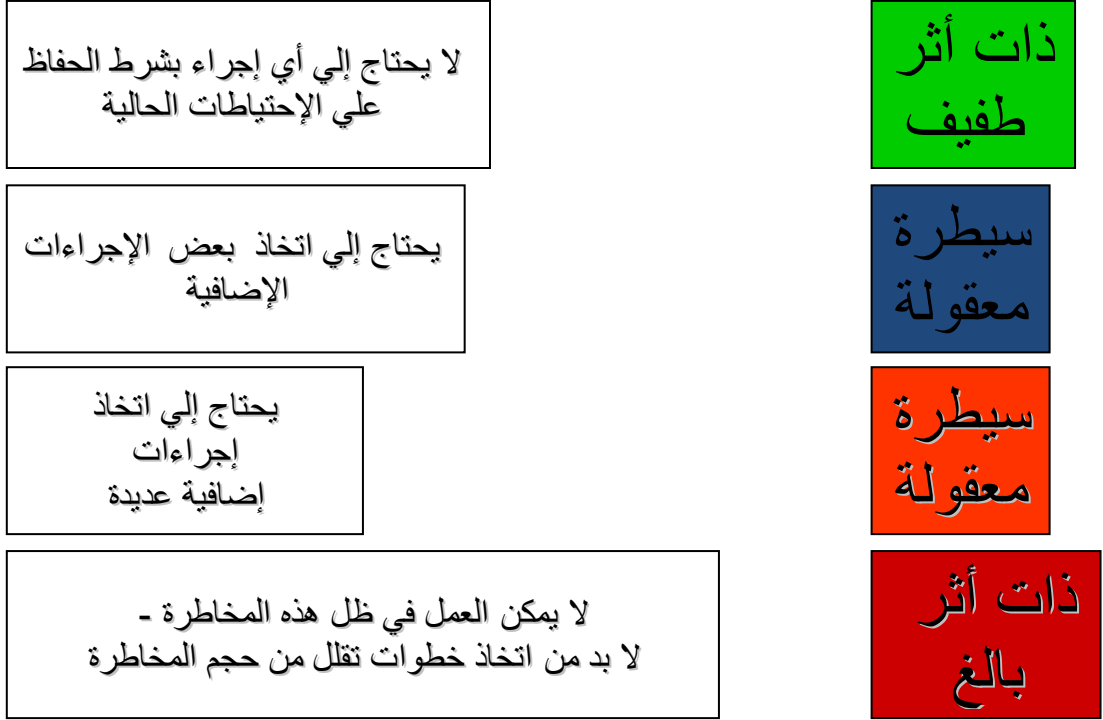 ذات أثر
طفيف
لا يحتاج إلي أي إجراء بشرط الحفاظ
علي الإحتياطات الحالية
سيطرة
معقولة
يحتاج إلي اتخاذ بعض الإجراءات
الإضافية
سيطرة
معقولة
يحتاج إلي اتخاذ
إجراءات
إضافية عديدة
ذات أثر
بالغ
لا يمكن العمل في ظل هذه المخاطرة -
لا بد من اتخاذ خطوات تقلل من حجم المخاطرة